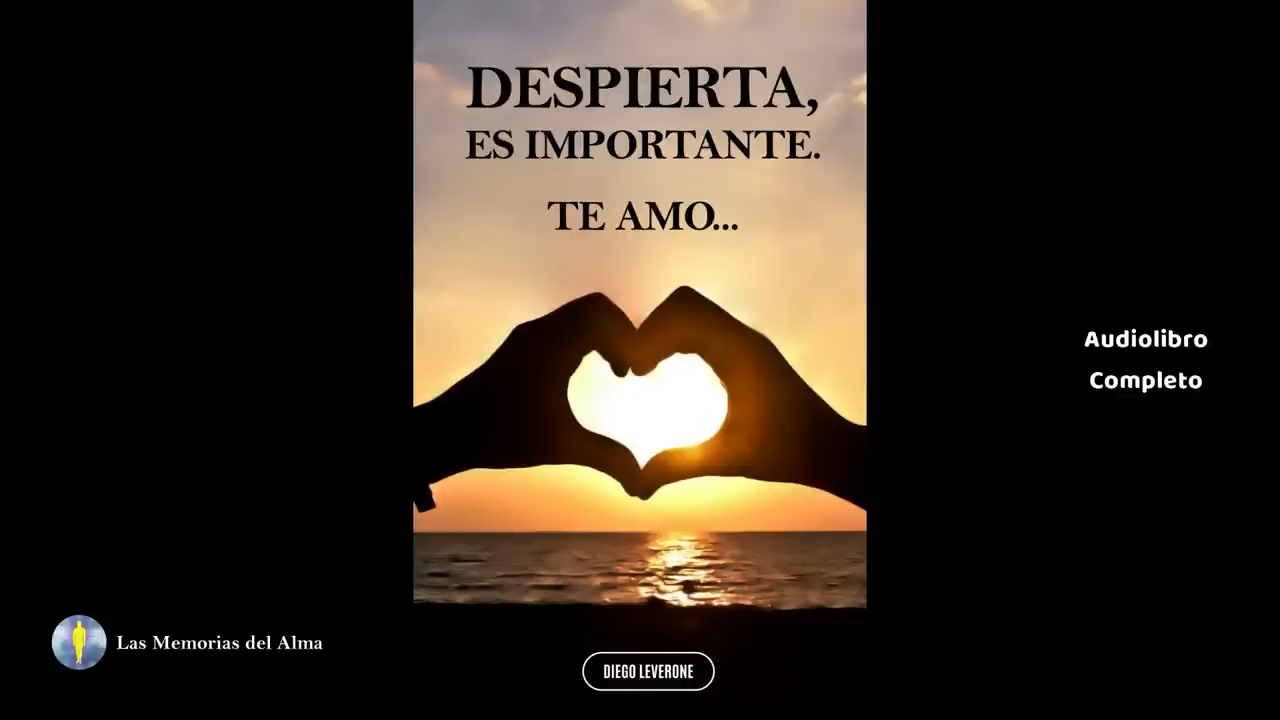 DESPIERTA,
ES IMPORTANTE.
TE AMO...
Audiolibro
Completo
Las Memorias del Alma
DIEGO LEVERONE